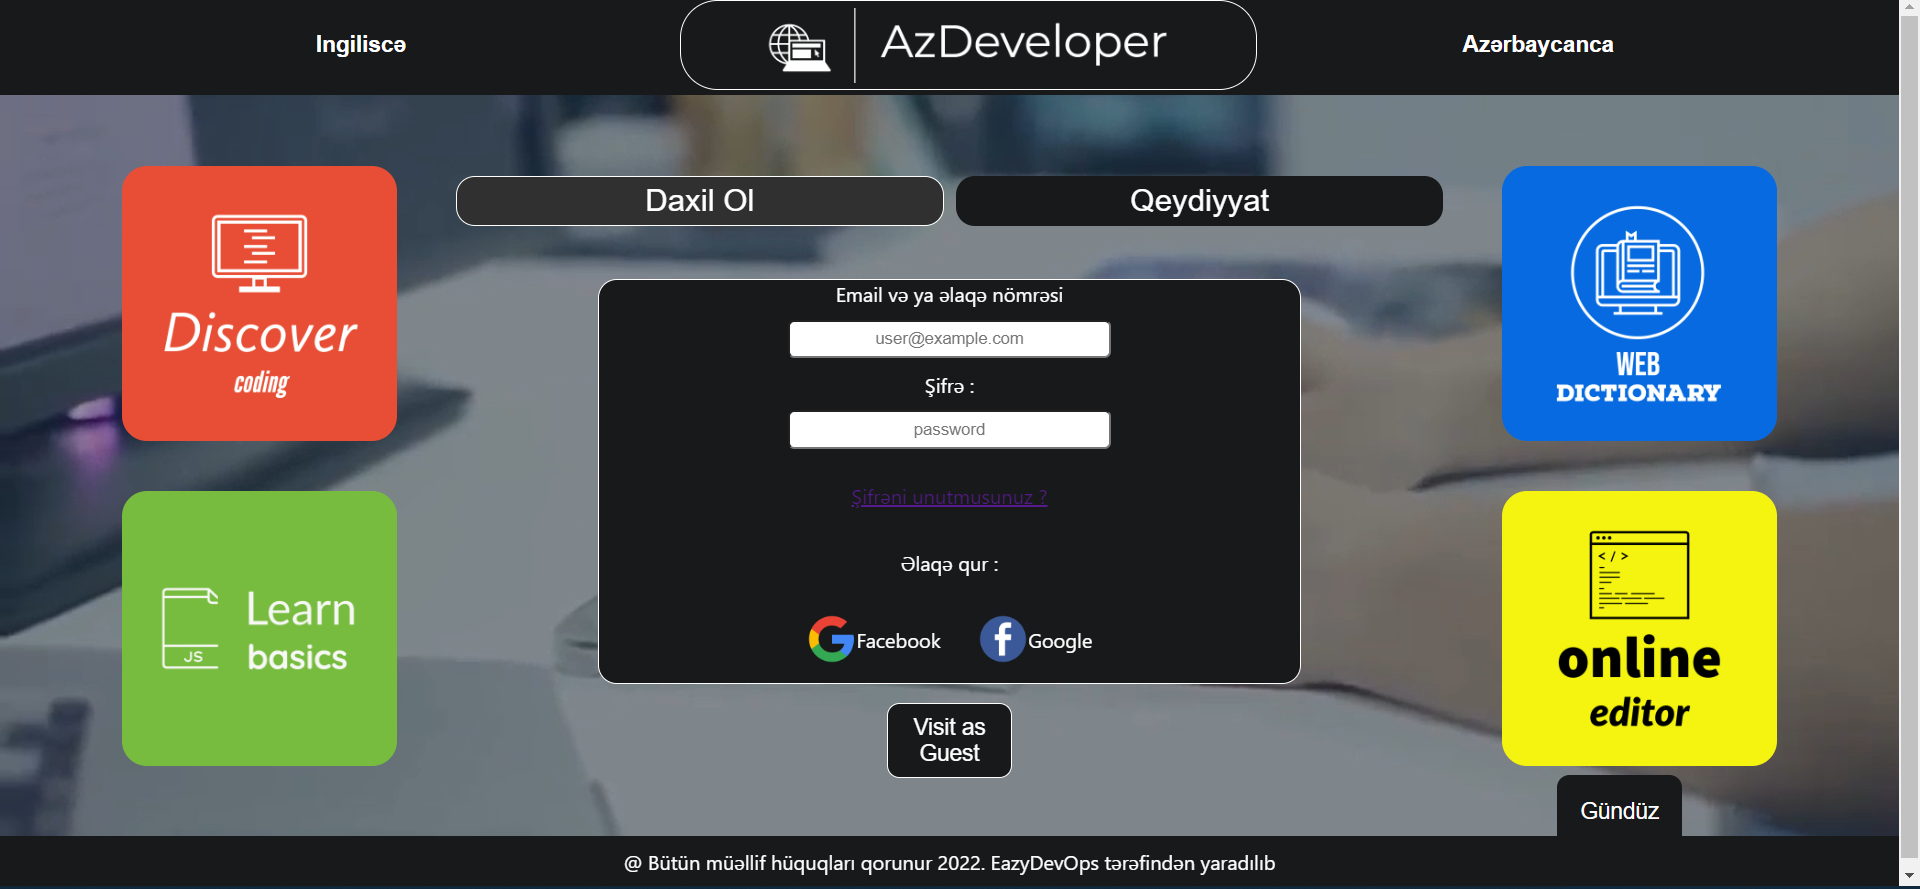 Ingiliscə
AzDeveloper
Azərbaycanca
Daxil Ol
Qeydiyyat
Discover
coding
Email və ya əlaqə nömrəsi
user@example.com
Şifrə :
password
Şifrəni unutmusunuz ?
Əlaqə qur :
Facebook
Google
WEB
DICTIONARY
Learn
basics
JS
</>
online
editor
Visit as
Guest
Gündüz
@ Bütün müəllif hüquqları qorunur 2022. EazyDevOps tərəfindən yaradılıb